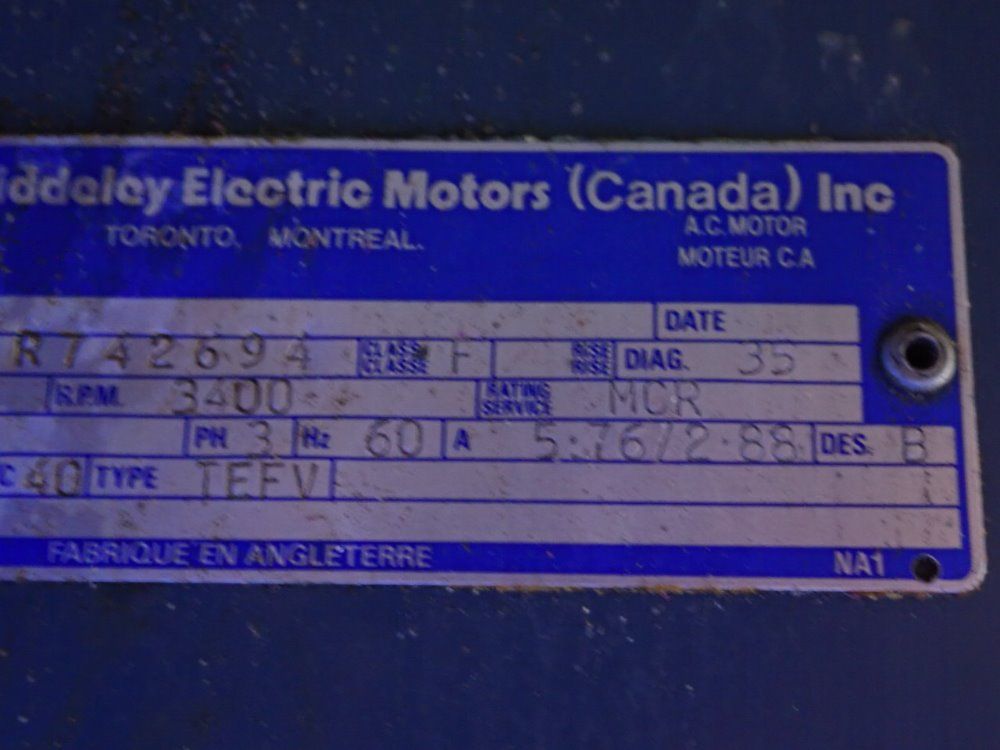 iddeley Electric Motors (Canada) Inc
TORONTO. MONTREAL.
A.C. MOTOR
MOTEUR C.A
DATE
R742694 CLASS CLASSE F RISE RISE DIAG. 35
R.P.M. 3400 RATING SERVICE MCR
PH 3 Hz 60 A 5.76/2.88 DES. B
C 40 TYPE TEFV
FABRIQUE EN ANGLETERRE NA1